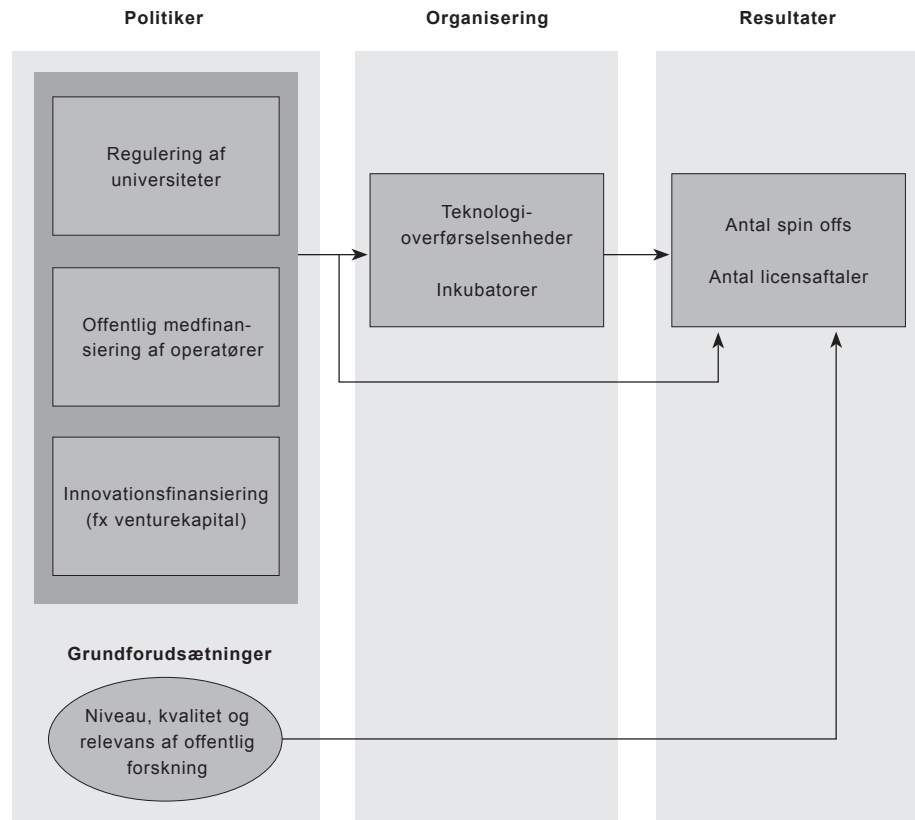 Politiker
Organisering
Resultater
Regulering af
universiteter
Offentlig medfinan-
siering af operatører
Innovationsfinansiering
(fx venturekapital)
Teknologi-
overførselsenheder
Inkubatorer
Antal spin offs
Antal licensaftaler
Grundforudsætninger
Niveau, kvalitet og
relevans af offentlig
forskning